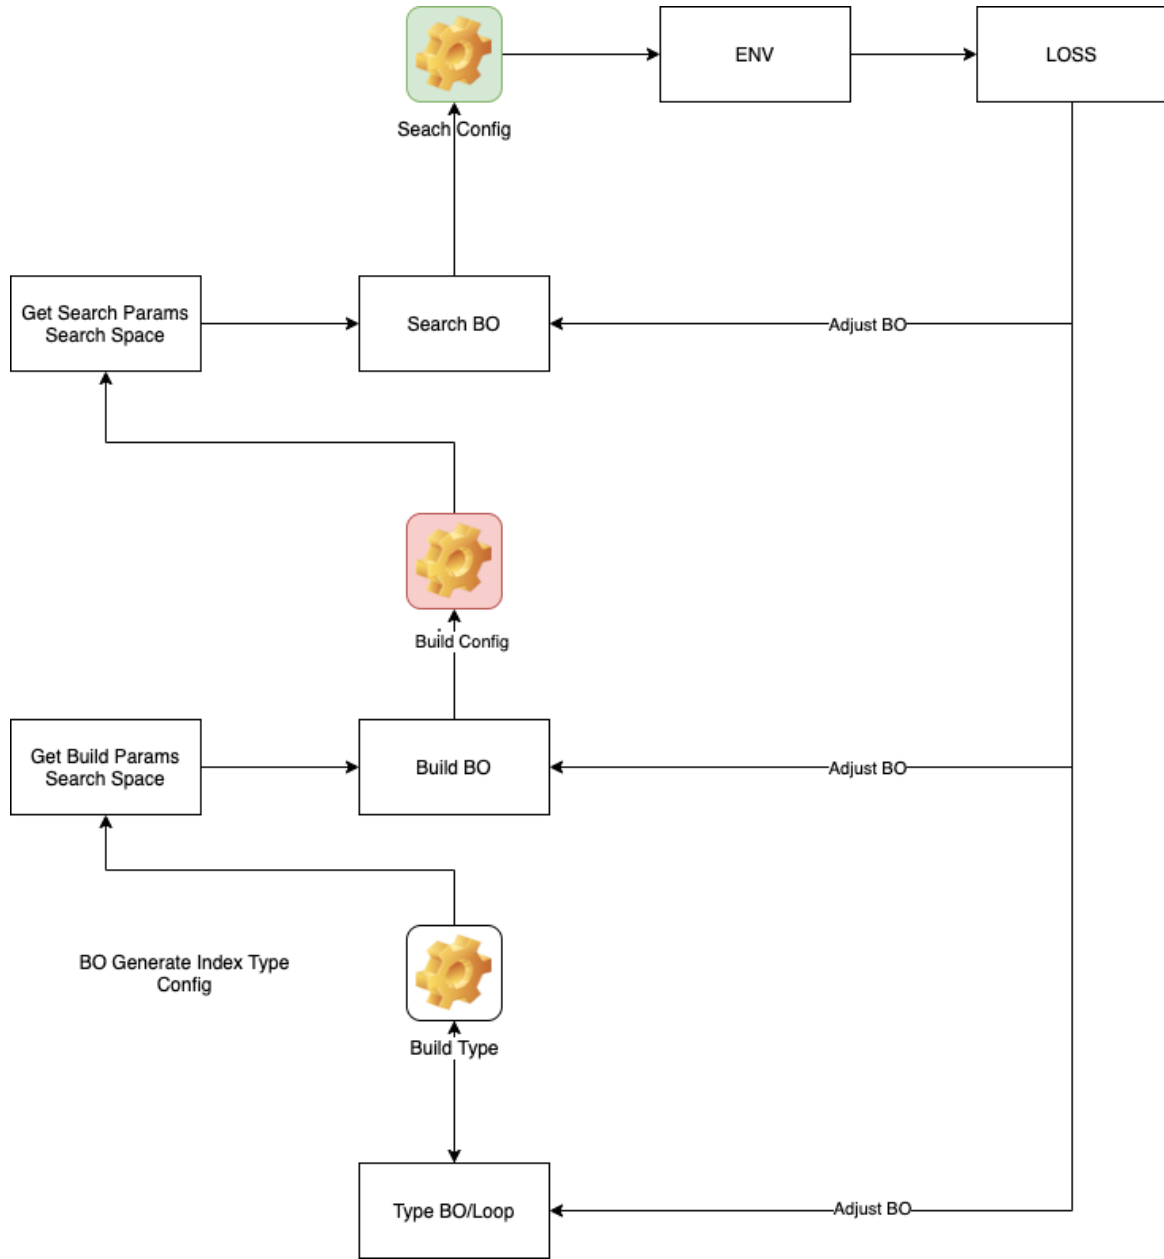 ENV
LOSS
Seach Config
Get Search Params
Search Space
Search BO
Adjust BO
Build Config
Get Build Params
Search Space
Build BO
Adjust BO
BO Generate Index Type
Config
Build Type
Type BO/Loop
Adjust BO